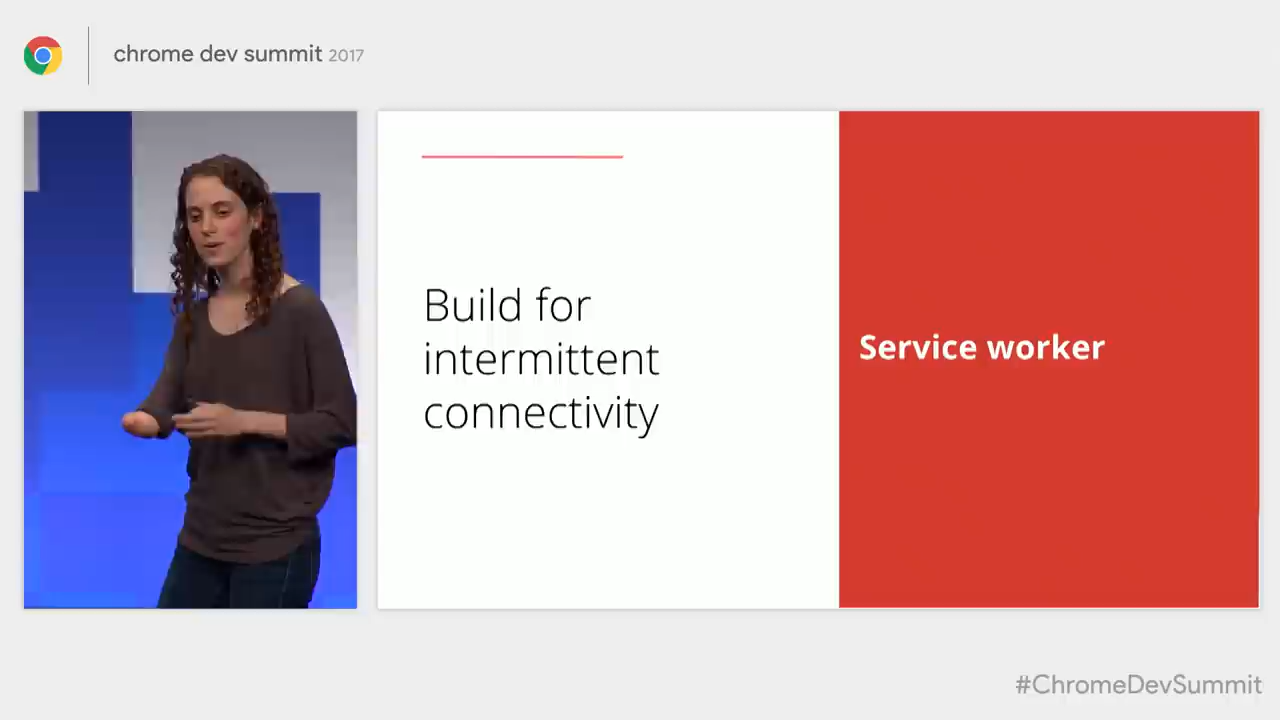 chrome dev summit 2017
Build for
intermittent
connectivity
Service worker
#ChromeDevSummit